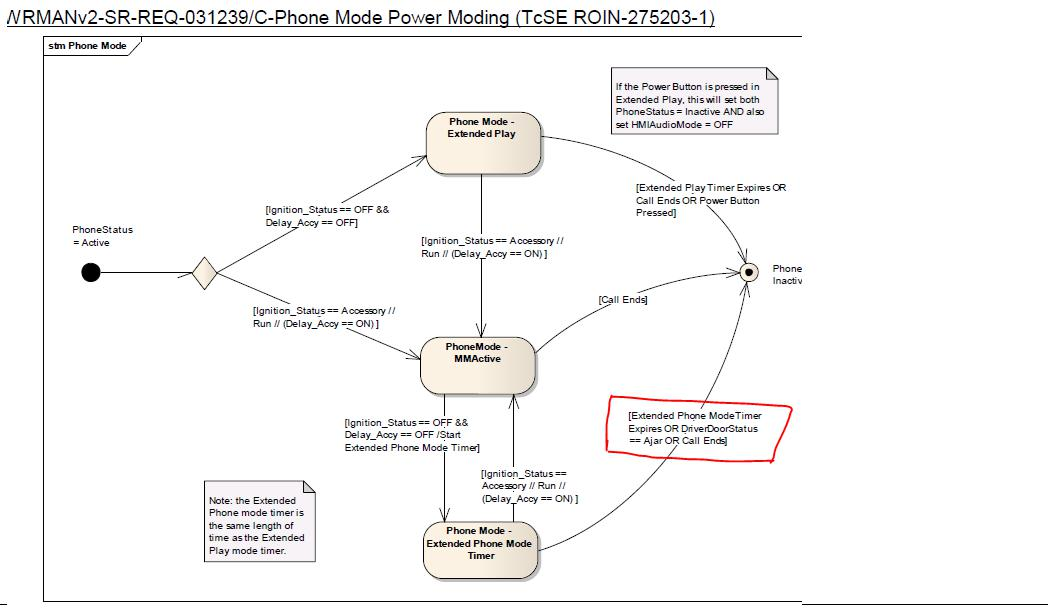 WRMANv2-SR-REQ-031239/C-Phone Mode Power Moding (TcSE ROIN-275203-1)
stm Phone Mode
If the Power Button is pressed in
Extended Play, this will set both
PhoneStatus = Inactive AND also
set HMIAudioMode = OFF
Phone Mode -
Extended Play
[Extended Play Timer Expires OR
Call Ends OR Power Button
Pressed]
[Ignition_Status == OFF &&
Delay_Accy == OFF]
PhoneStatus
= Active
[Ignition_Status == Accessory //
Run // (Delay_Accy == ON) ]
Phone
Inactiv
[Call Ends]
[Ignition_Status == Accessory //
Run // (Delay_Accy == ON) ]
PhoneMode -
MMActive
[Extended Phone ModeTimer
Expires OR DriverDoorStatus
== Ajar OR Call Ends]
[Ignition_Status == OFF &&
Delay_Accy == OFF /Start
Extended Phone Mode Timer]
[Ignition_Status ==
Accessory // Run //
(Delay_Accy == ON) ]
Note: the Extended
Phone mode timer is
the same length of
time as the Extended
Play mode timer.
Phone Mode -
Extended Phone Mode
Timer